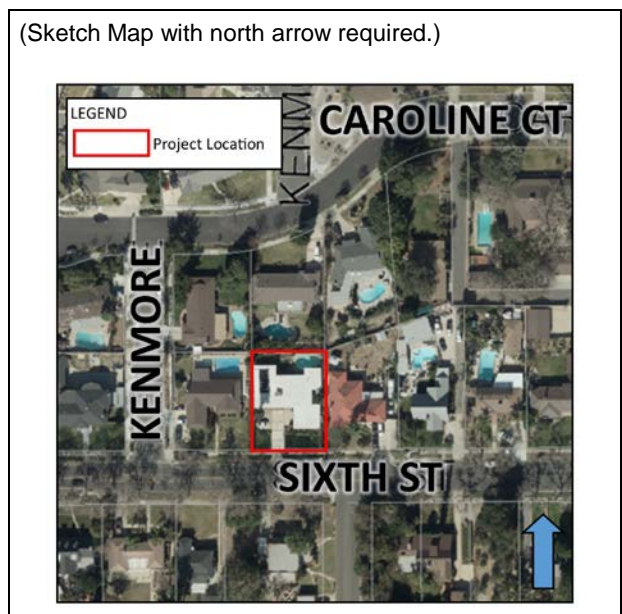 (Sketch Map with north arrow required.)
LEGEND
Project Location
KENM
CAROLINE CT
KENMORE
SIXTH ST